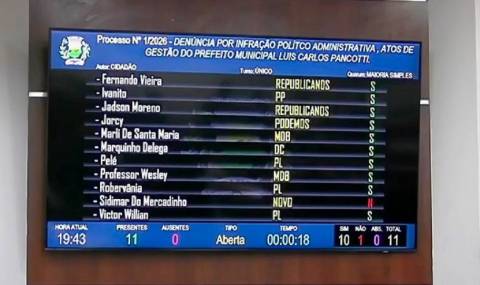 Processo Nº 1/2026 - DENÚNCIA POR INFRAÇÃO POLÍTCO ADMINISTRATIVA , ATOS DE
GESTÃO DO PREFEITO MUNICIPAL LUIS CARLOS PANCOTTI.
Autor: CIDADÃO Turno: ÚNICO Quorum: MAIORIA SIMPLES
- Fernando Vieira REPUBLICANOS S
- Ivanito PP S
- Jadson Moreno REPUBLICANOS S
- Jorcy PODEMOS S
- Marli De Santa Maria MDB S
- Marquinho Delega DC S
- Pelé PL S
- Professor Wesley MDB S
- Robervânia PL S
- Sidimar Do Mercadinho NOVO N
- Victor Willian PL S
HORA ATUAL PRESENTES AUSENTES TIPO TEMPO SIM NÃO ABS. TOTAL
19:43 11 0 Aberta 00:00:18 10 1 0 11